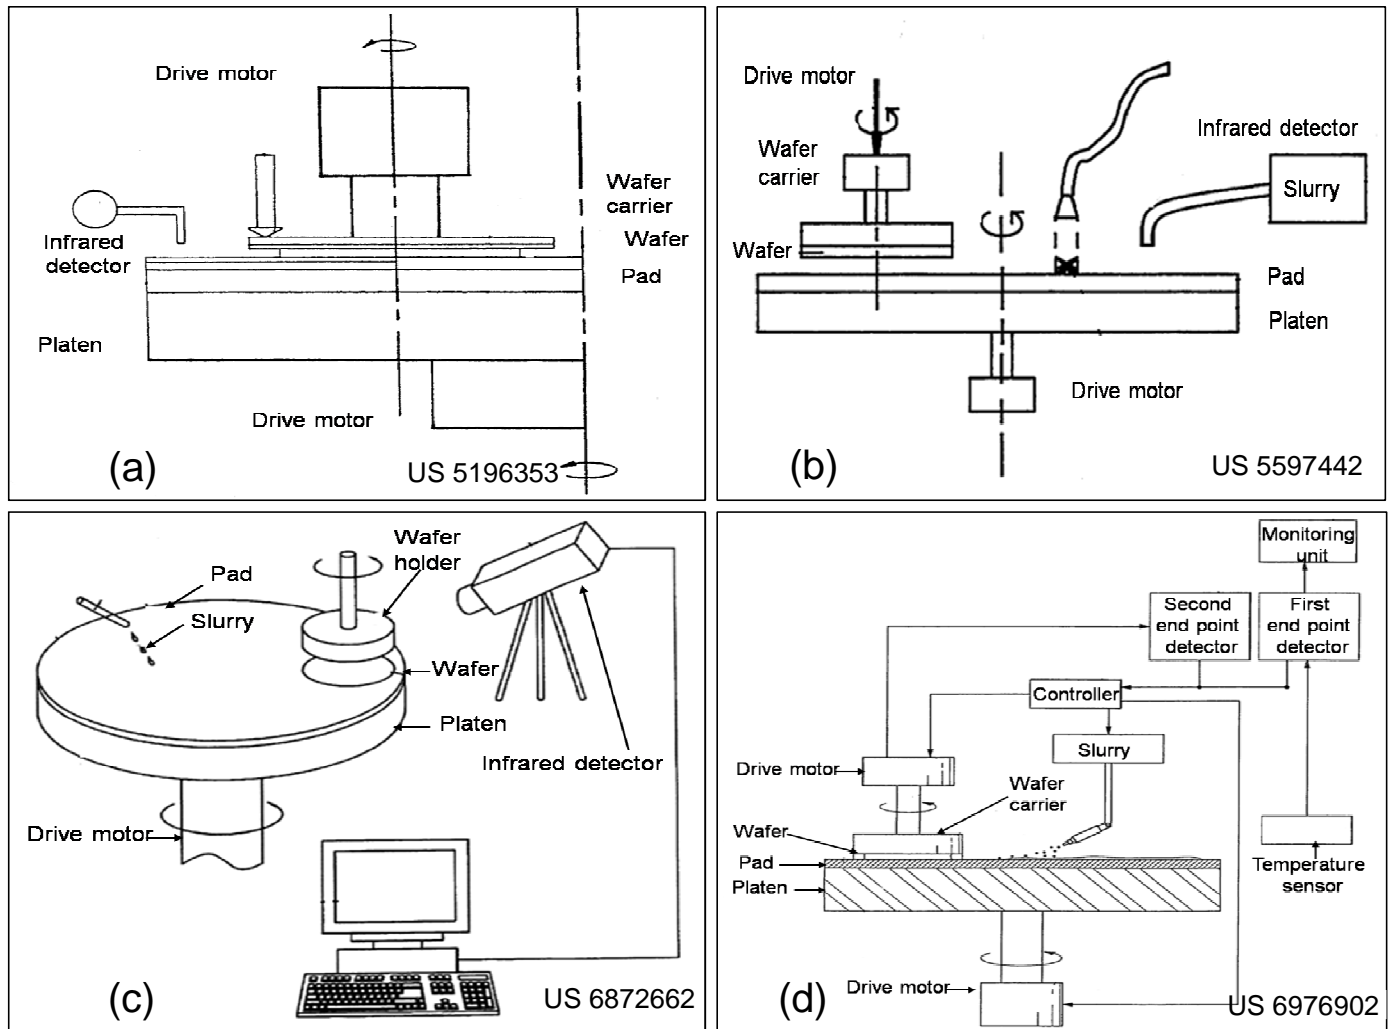 Drive motor
Wafer
carrier
Infrared
detector
Wafer
Pad
Platen
Drive motor
(a)
US 5196353
Drive motor
Infrared detector
Wafer
carrier
Slurry
Wafer
Pad
Platen
Drive motor
(b)
US 5597442
Wafer
holder
Pad
Slurry
Wafer
Platen
Infrared detector
Drive motor
(c)
US 6872662
Monitoring
unit
Second
end point
detector
First
end point
detector
Controller
Slurry
Drive motor
Wafer
carrier
Wafer
Pad
Platen
Temperature
sensor
Drive motor
(d)
US 6976902